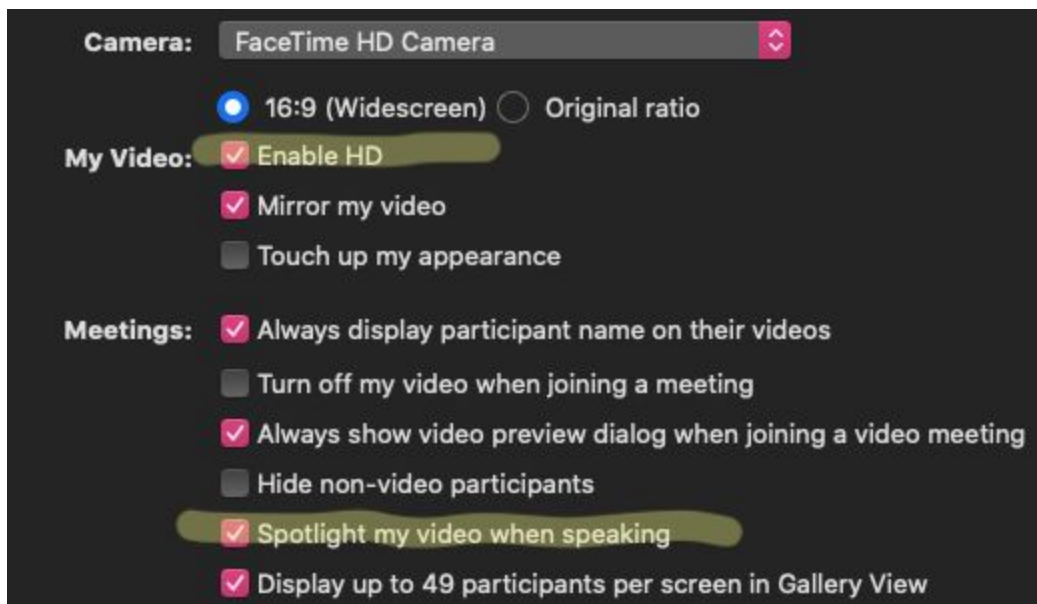 Camera: FaceTime HD Camera
16:9 (Widescreen) Original ratio
My Video: Enable HD
Mirror my video
Touch up my appearance
Meetings: Always display participant name on their videos
Turn off my video when joining a meeting
Always show video preview dialog when joining a video meeting
Hide non-video participants
Spotlight my video when speaking
Display up to 49 participants per screen in Gallery View